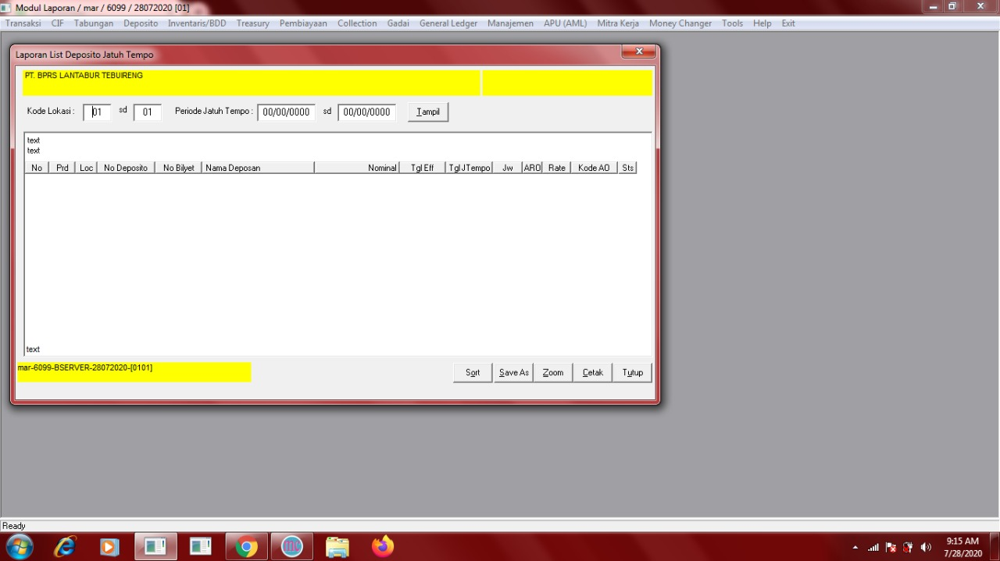 Modul Laporan / mar / 6099 / 28072020 [01]
Transaksi CIF Tabungan Deposito Inventaris/BDD Treasury Pembiayaan Collection Gadai General Ledger Manajemen APU (AML) Mitra Kerja Money Changer Tools Help Exit
Laporan List Deposito Jatuh Tempo
PT. BPRS LANTABUR TEBUIRENG
Kode Lokasi : 01 sd 01 Periode Jatuh Tempo : 00/00/0000 sd 00/00/0000 Tampil
text
text
No Prd Loc No Deposito No Bilyet Nama Deposan Nominal Tgl Eff Tgl JTempo Jw ARO Rate Kode AO Sts
text
mar-6099-BSERVER-28072020-[0101]
Sort Save As Zoom Cetak Tutup
Ready
9:15 AM
7/28/2020